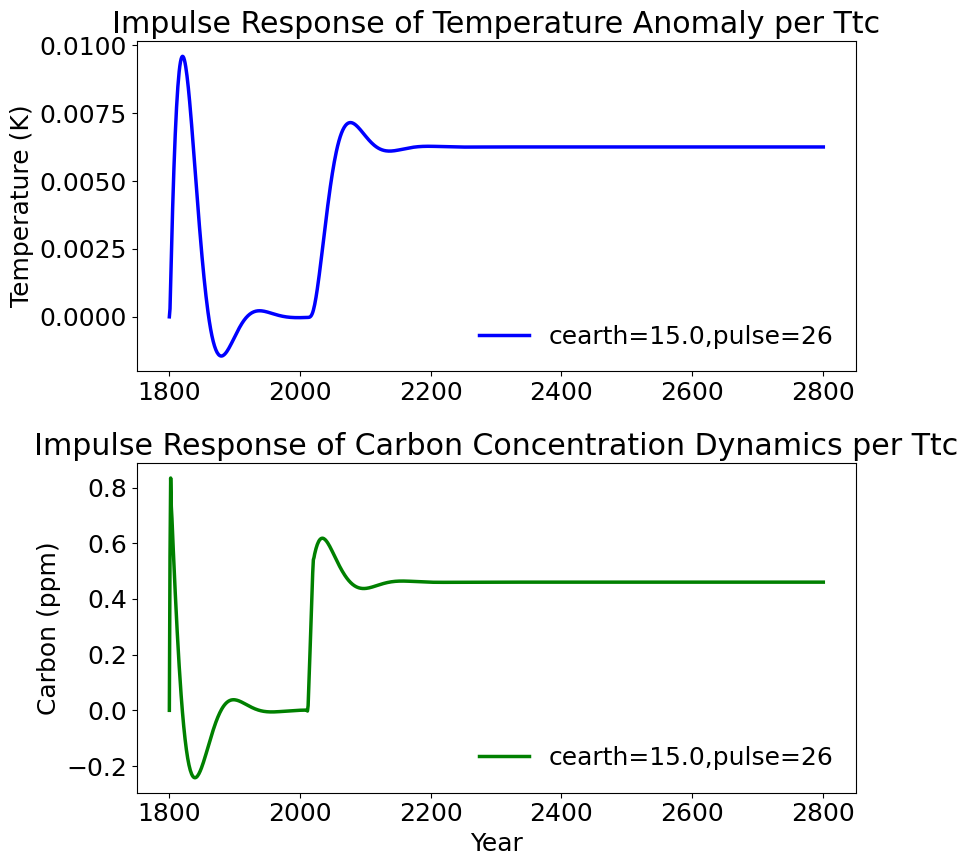 Impulse Response of Temperature Anomaly per Ttc
Temperature (K)
0.0100
0.0075
0.0050
0.0025
0.0000
cearth=15.0,pulse=26
1800 2000 2200 2400 2600 2800
Impulse Response of Carbon Concentration Dynamics per Ttc
Carbon (ppm)
0.8
0.6
0.4
0.2
0.0
−0.2
cearth=15.0,pulse=26
1800 2000 2200 2400 2600 2800
Year